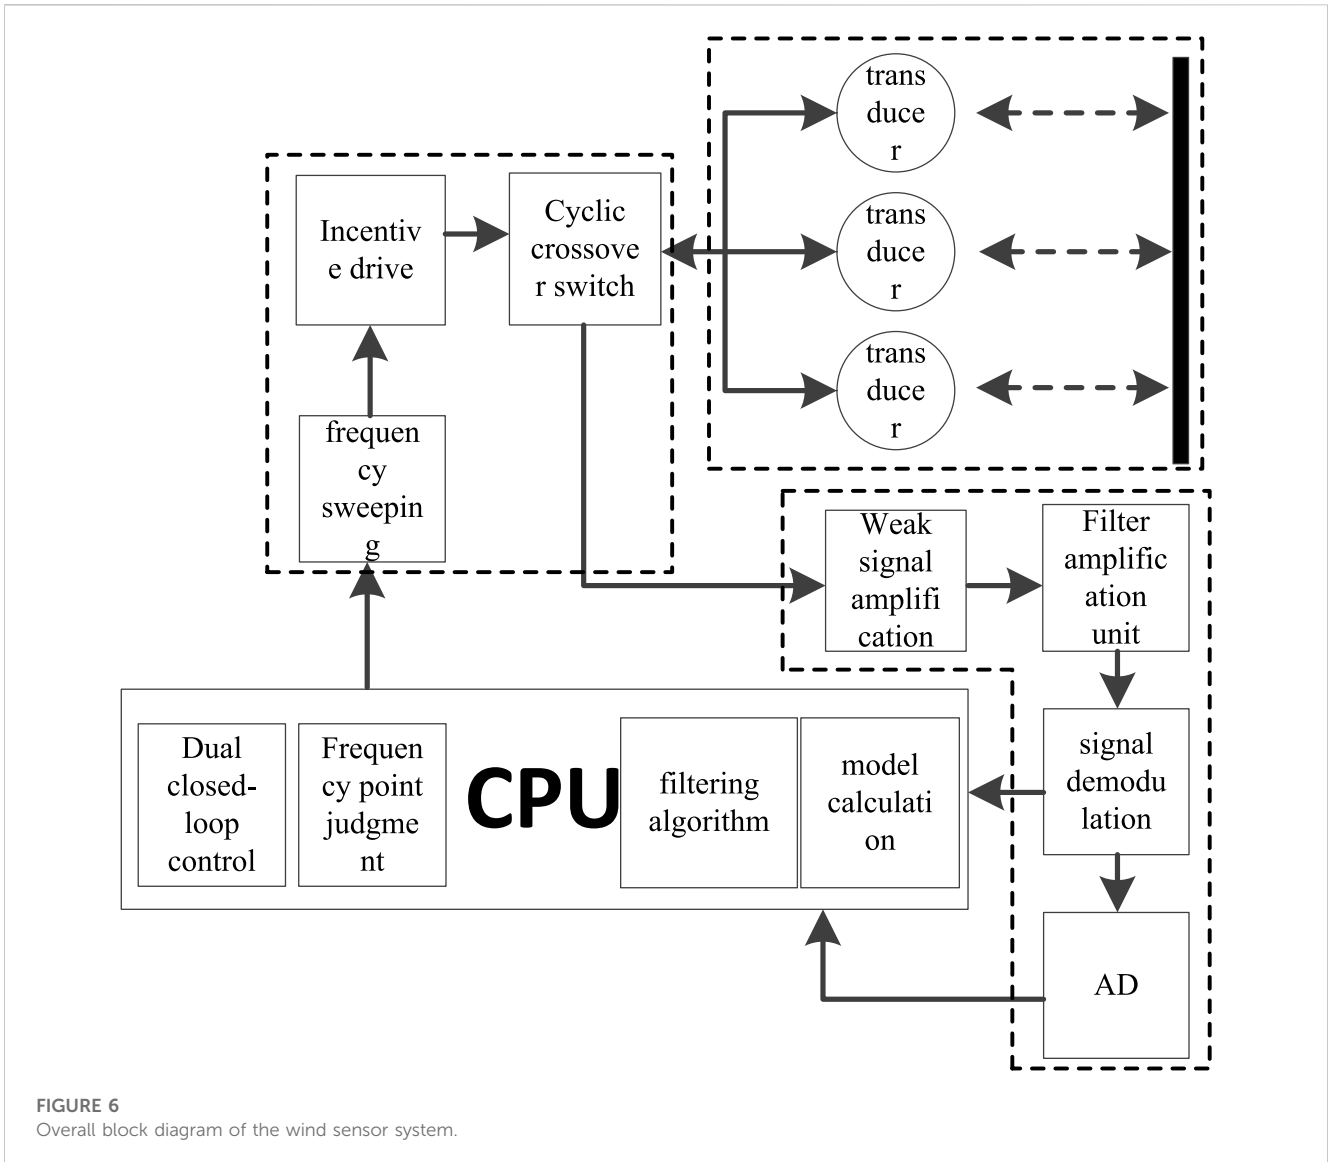 trans
duce
r
trans
duce
r
trans
duce
r
Incentiv
e drive
Cyclic
crossove
r switch
frequen
cy
sweepin
g
Weak
signal
amplifi
cation
Filter
amplific
ation
unit
signal
demodu
lation
AD
Dual
closed-
loop
control
Frequen
cy point
judgme
nt
CPU
filtering
algorithm
model
calculati
on
FIGURE 6
Overall block diagram of the wind sensor system.